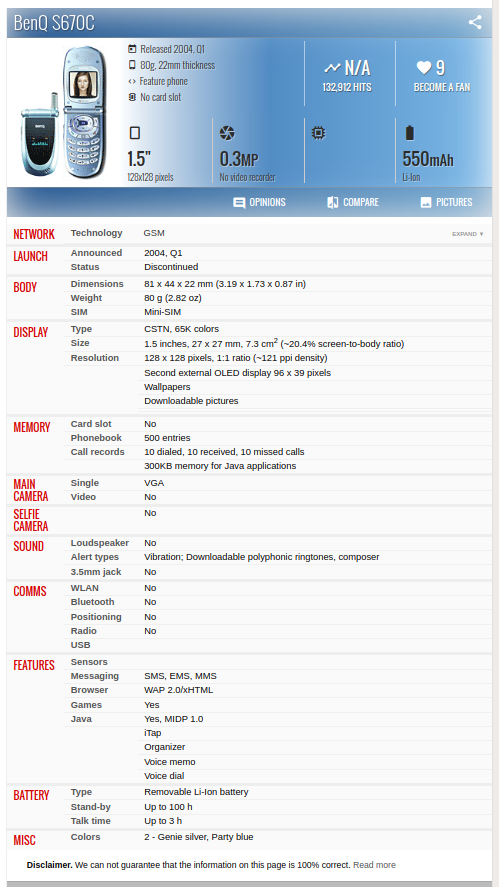 BenQ S670C
Released 2004, Q1
80g, 22mm thickness
Feature phone
No card slot
N/A
132,912 HITS
9
BECOME A FAN
1.5"
128x128 pixels
0.3MP
No video recorder
550mAh
Li-Ion
OPINIONS
COMPARE
PICTURES
NETWORK Technology GSM EXPAND ▼
LAUNCH Announced 2004, Q1
Status Discontinued
BODY Dimensions 81 x 44 x 22 mm (3.19 x 1.73 x 0.87 in)
Weight 80 g (2.82 oz)
SIM Mini-SIM
DISPLAY Type CSTN, 65K colors
Size 1.5 inches, 27 x 27 mm, 7.3 cm² (~20.4% screen-to-body ratio)
Resolution 128 x 128 pixels, 1:1 ratio (~121 ppi density)
Second external OLED display 96 x 39 pixels
Wallpapers
Downloadable pictures
MEMORY Card slot No
Phonebook 500 entries
Call records 10 dialed, 10 received, 10 missed calls
300KB memory for Java applications
MAIN CAMERA Single VGA
Video No
SELFIE CAMERA No
SOUND Loudspeaker No
Alert types Vibration; Downloadable polyphonic ringtones, composer
3.5mm jack No
COMMS WLAN No
Bluetooth No
Positioning No
Radio No
USB
FEATURES Sensors
Messaging SMS, EMS, MMS
Browser WAP 2.0/xHTML
Games Yes
Java Yes, MIDP 1.0
iTap
Organizer
Voice memo
Voice dial
BATTERY Type Removable Li-Ion battery
Stand-by Up to 100 h
Talk time Up to 3 h
MISC Colors 2 - Genie silver, Party blue
Disclaimer. We can not guarantee that the information on this page is 100% correct. Read more